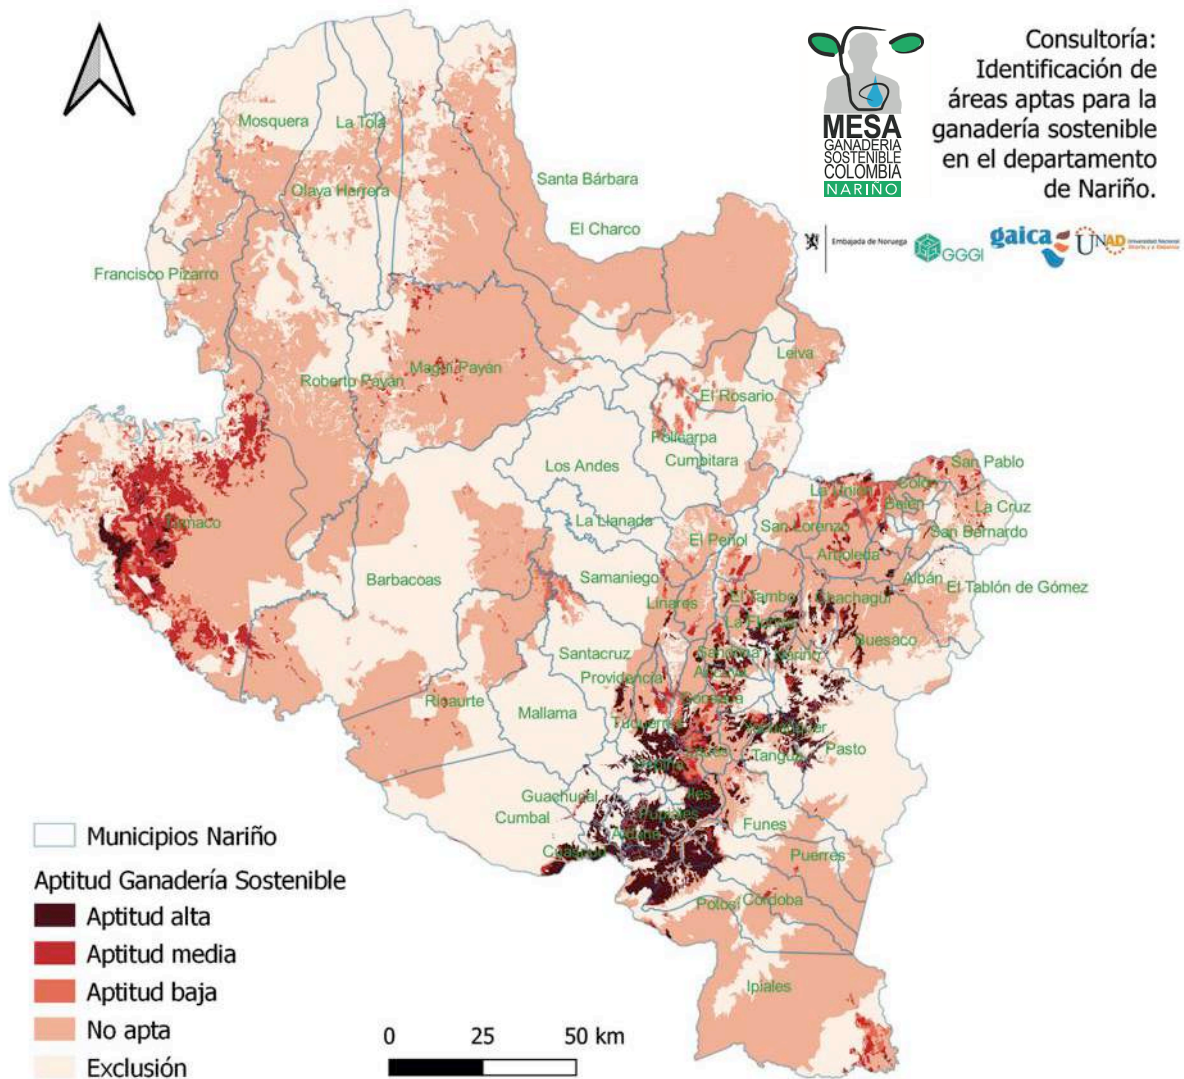 Consultoría:
Identificación de
áreas aptas para la
ganadería sostenible
en el departamento
de Nariño.
MESA
GANADERIA
SOSTENIBLE
COLOMBIA
NARIÑO
Embajada de Noruega
GGGI
gaica
UNAD
Mosquera
La Tola
Olaya Herrera
Santa Bárbara
El Charco
Francisco Pizarro
Leiva
Magüí Payán
Roberto Payán
El Rosario
Policarpa
Cumbitara
Los Andes
San Pablo
Colón
La Unión
Belén
La Cruz
La Llanada
San Lorenzo
San Bernardo
Tumaco
El Peñol
Arboleda
Barbacoas
Samaniego
Albán
El Tablón de Gómez
Linares
El Tambo
Chachagüí
La Florida
Buesaco
Santacruz
Sandoná
Nariño
Providencia
Ricaurte
Mallama
Túquerres
Pasto
Tangua
Guachucal
Iles
Cumbal
Pupiales
Funes
Aldana
Cuaspud
Puerres
Potosí
Córdoba
Ipiales
Municipios Nariño
Aptitud Ganadería Sostenible
Aptitud alta
Aptitud media
Aptitud baja
No apta
Exclusión
0 25 50 km